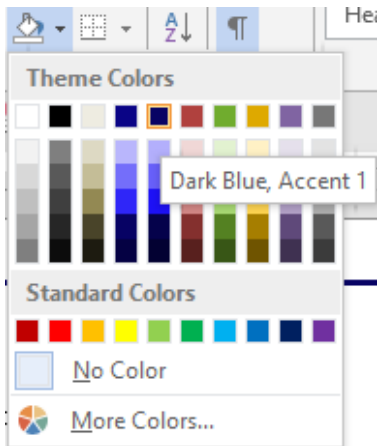 A
Z
¶
Hea
Theme Colors
Dark Blue, Accent 1
Standard Colors
No Color
More Colors...